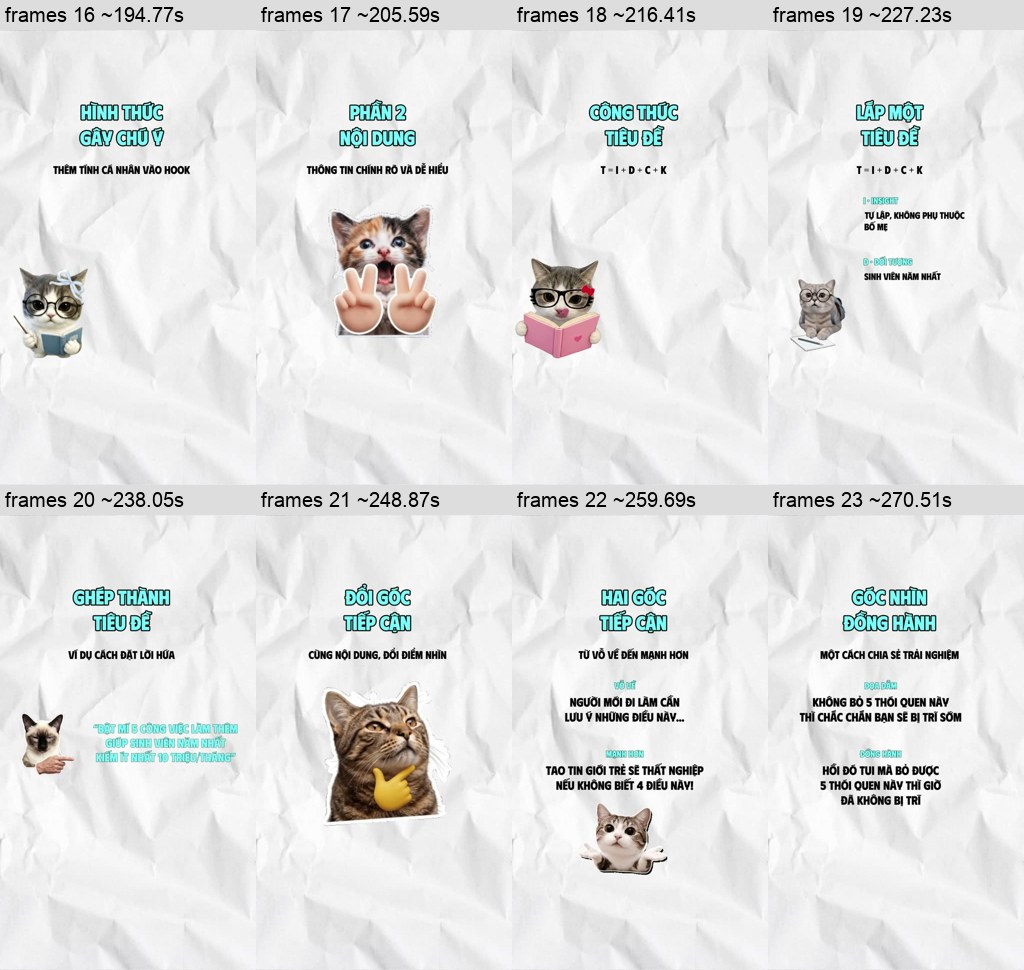 frames 16 ~194.77s
HÌNH THỨC
GÂY CHÚ Ý
THÊM TÍNH CÁ NHÂN VÀO HOOK
frames 17 ~205.59s
PHẦN 2
NỘI DUNG
THÔNG TIN CHÍNH RÕ VÀ DỄ HIỂU
frames 18 ~216.41s
CÔNG THỨC
TIÊU ĐỀ
T = I + D + C + K
frames 19 ~227.23s
LẮP MỘT
TIÊU ĐỀ
T = I + D + C + K
I - INSIGHT
TỰ LẬP, KHÔNG PHỤ THUỘC
BỐ MẸ
D - ĐỐI TƯỢNG
SINH VIÊN NĂM NHẤT
frames 20 ~238.05s
GHÉP THÀNH
TIÊU ĐỀ
VÍ DỤ CÁCH ĐẶT LỜI HỨA
"BẬT MÍ 5 CÔNG VIỆC LÀM THÊM
GIÚP SINH VIÊN NĂM NHẤT
KIẾM ÍT NHẤT 10 TRIỆU/THÁNG"
frames 21 ~248.87s
ĐỔI GÓC
TIẾP CẬN
CÙNG NỘI DUNG, ĐỔI ĐIỂM NHÌN
frames 22 ~259.69s
HAI GÓC
TIẾP CẬN
TỪ VỖ VỀ ĐẾN MẠNH HƠN
VỖ VỀ
NGƯỜI MỚI ĐI LÀM CẦN
LƯU Ý NHỮNG ĐIỀU NÀY...
MẠNH HƠN
TAO TIN GIỚI TRẺ SẼ THẤT NGHIỆP
NẾU KHÔNG BIẾT 4 ĐIỀU NÀY!
frames 23 ~270.51s
GÓC NHÌN
ĐỒNG HÀNH
MỘT CÁCH CHIA SẺ TRẢI NGHIỆM
DỌA DẪM
KHÔNG BỎ 5 THÓI QUEN NÀY
THÌ CHẮC CHẮN BẠN SẼ BỊ TRĨ SỚM
ĐỒNG HÀNH
HỒI ĐÓ TUI MÀ BỎ ĐƯỢC
5 THÓI QUEN NÀY THÌ GIỜ
ĐÃ KHÔNG BỊ TRĨ